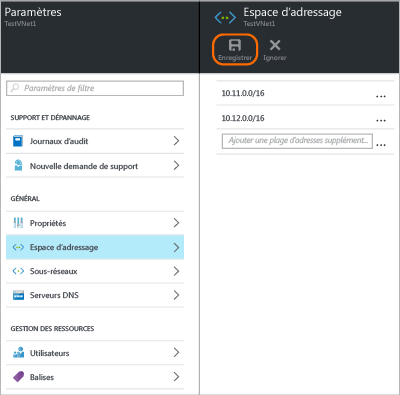 Paramètres
TestVNet1
Paramètres de filtre
SUPPORT ET DÉPANNAGE
Journaux d'audit
Nouvelle demande de support
GÉNÉRAL
Propriétés
Espace d'adressage
Sous-réseaux
Serveurs DNS
GESTION DES RESSOURCES
Utilisateurs
Balises
Espace d'adressage
TestVNet1
Enregistrer
Ignorer
10.11.0.0/16
...
10.12.0.0/16
...
Ajouter une plage d'adresses supplément...
...